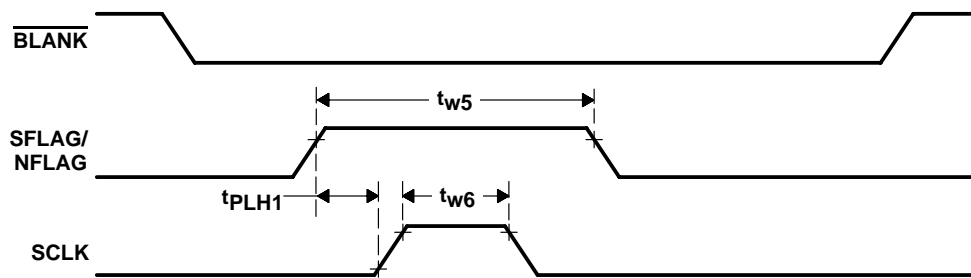 BLANK
tw5
SFLAG/
NFLAG
tPLH1
tw6
SCLK